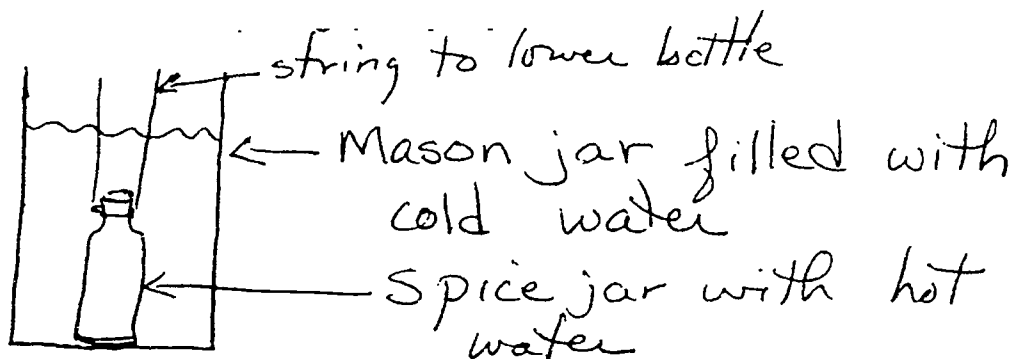 string to lower bottle
Mason jar filled with
cold water
Spice jar with hot
water